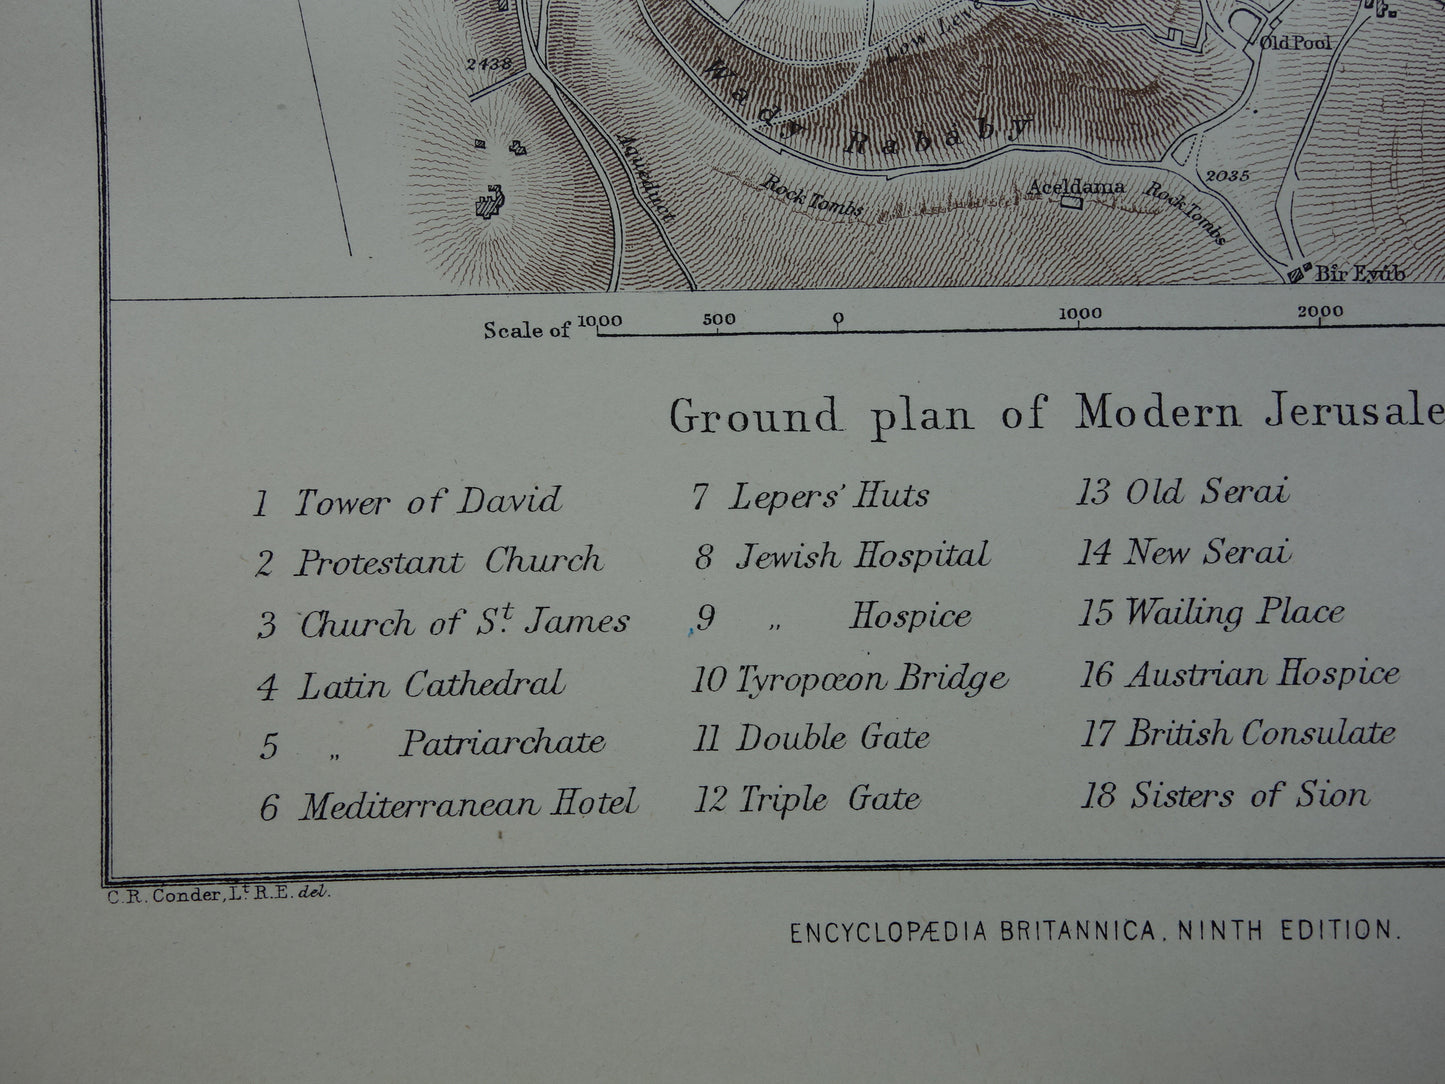 Low Leve
Old Pool
2438
Wady Rababy
Aqueduct
Rock Tombs
Aceldama
Rock Tombs
2035
Bîr Eyûb
Scale of 1000 500 0 1000 2000
Ground plan of Modern Jerusale
1 Tower of David
2 Protestant Church
3 Church of St. James
4 Latin Cathedral
5 „ Patriarchate
6 Mediterranean Hotel
7 Lepers' Huts
8 Jewish Hospital
9 „ Hospice
10 Tyropœon Bridge
11 Double Gate
12 Triple Gate
13 Old Serai
14 New Serai
15 Wailing Place
16 Austrian Hospice
17 British Consulate
18 Sisters of Sion
C.R. Conder, Lt. R.E. del.
ENCYCLOPÆDIA BRITANNICA, NINTH EDITION.